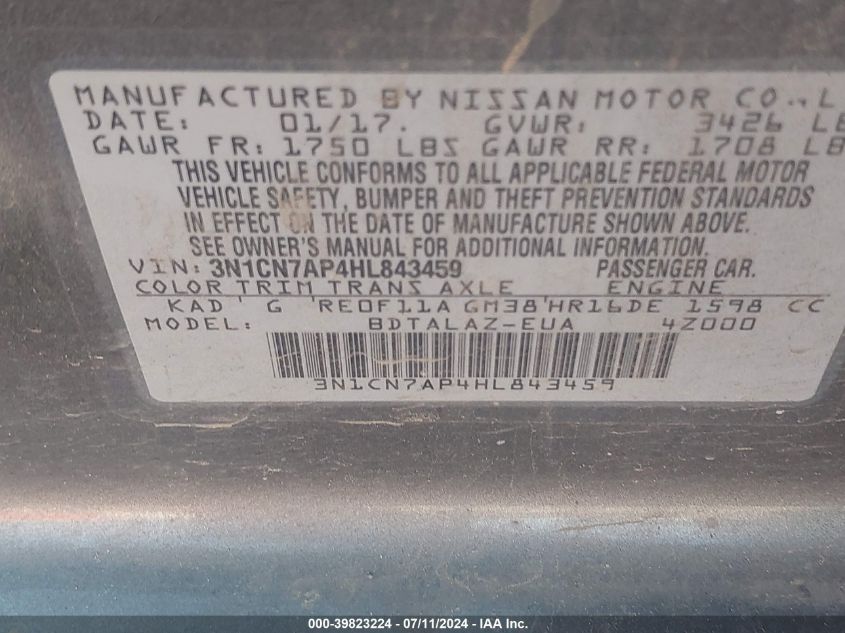 MANUFACTURED BY NISSAN MOTOR CO., L
DATE: 01/17. GVWR: 3426 LB
GAWR FR: 1750 LBS GAWR RR: 1708 LB
THIS VEHICLE CONFORMS TO ALL APPLICABLE FEDERAL MOTOR
VEHICLE SAFETY, BUMPER AND THEFT PREVENTION STANDARDS
IN EFFECT ON THE DATE OF MANUFACTURE SHOWN ABOVE.
SEE OWNER'S MANUAL FOR ADDITIONAL INFORMATION.
VIN: 3N1CN7AP4HL843459 PASSENGER CAR.
COLOR TRIM TRANS AXLE ENGINE
KAD ' G 'RE0F11A GM38'HR16DE 1598 CC
MODEL: BDTALAZ-EUA 4Z000
3N1CN7AP4HL843459
000-39823224 - 07/11/2024 - IAA Inc.